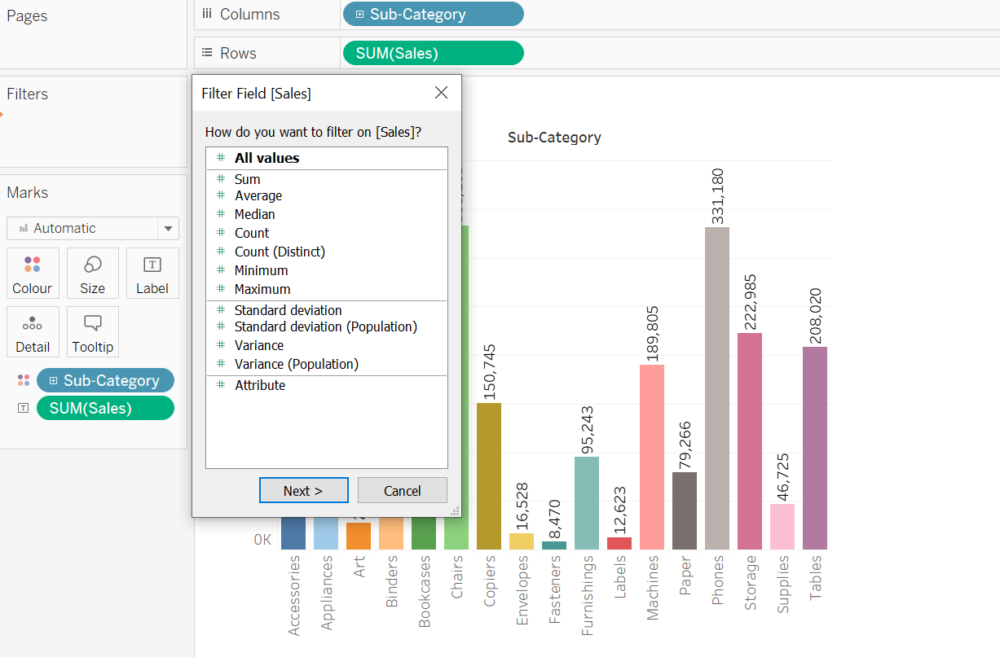 Pages
Columns
Sub-Category
Rows
SUM(Sales)
Filters
Marks
Automatic
Colour
Size
Label
Detail
Tooltip
Sub-Category
SUM(Sales)
Filter Field [Sales]
How do you want to filter on [Sales]?
All values
Sum
Average
Median
Count
Count (Distinct)
Minimum
Maximum
Standard deviation
Standard deviation (Population)
Variance
Variance (Population)
Attribute
Next >
Cancel
Sub-Category
150,745
16,528
8,470
95,243
12,623
189,805
79,266
331,180
222,985
46,725
208,020
0K
Accessories
Appliances
Art
Binders
Bookcases
Chairs
Copiers
Envelopes
Fasteners
Furnishings
Labels
Machines
Paper
Phones
Storage
Supplies
Tables